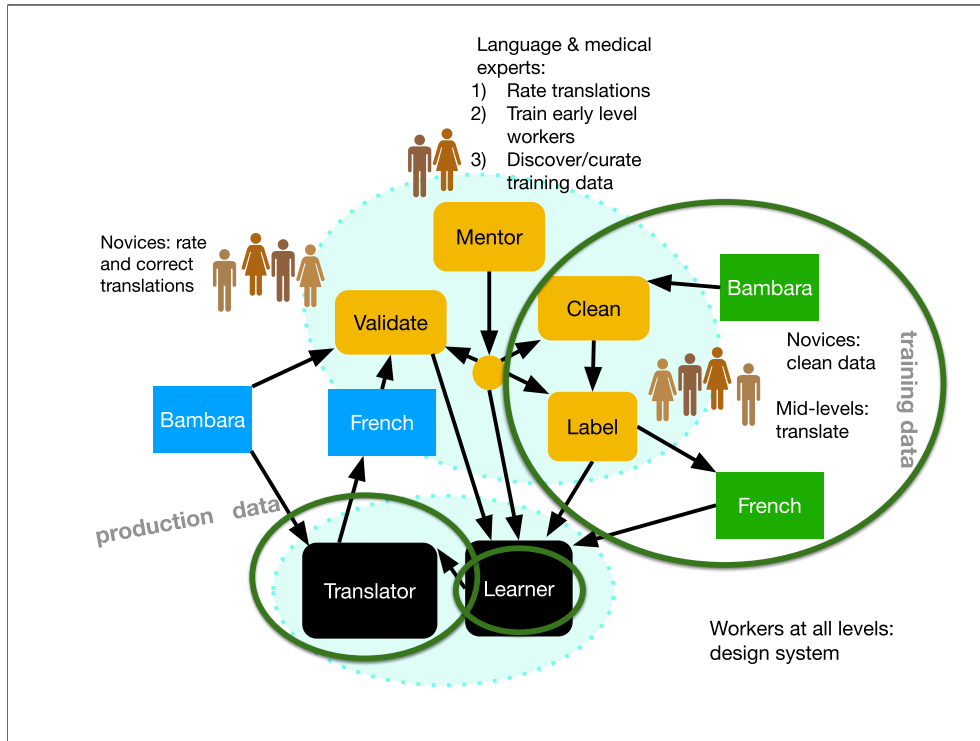 Language & medical
experts:
1) Rate translations
2) Train early level
workers
3) Discover/curate
training data
Mentor
Novices: rate
and correct
translations
Validate
Clean
Bambara
Novices:
clean data
training data
Mid-levels:
translate
Bambara
French
Label
French
production data
Translator
Learner
Workers at all levels:
design system